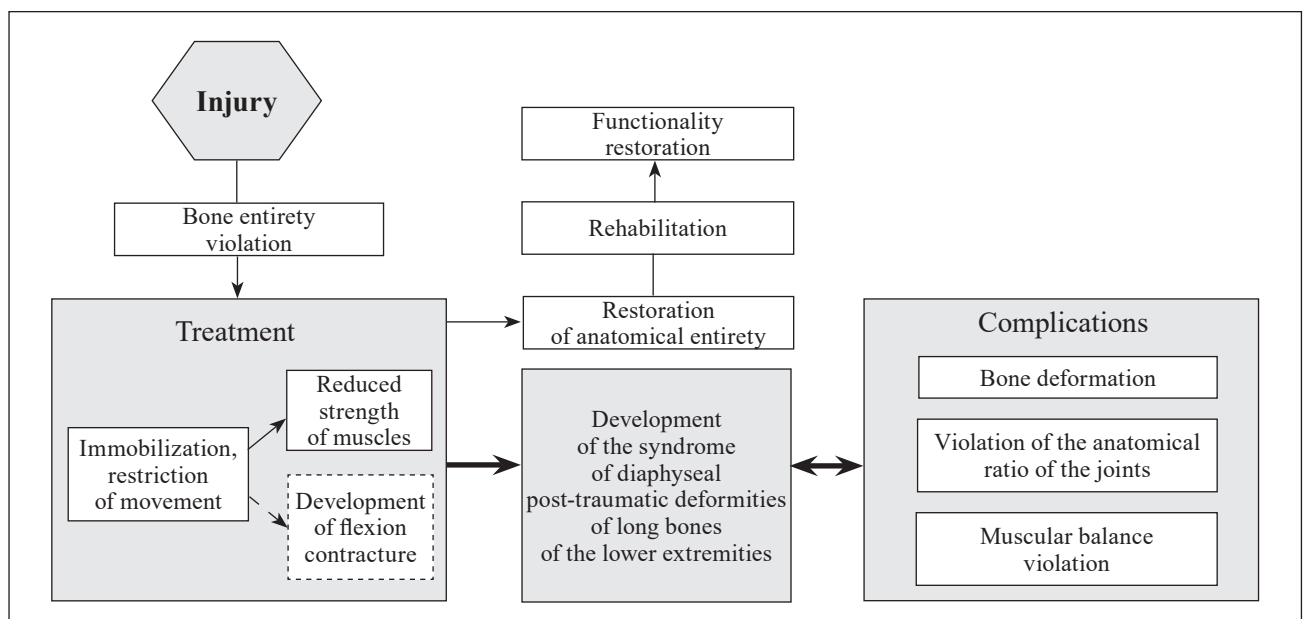 Injury
Bone entirety
violation
Functionality
restoration
Rehabilitation
Restoration
of anatomical entirety
Treatment
Immobilization,
restriction
of movement
Reduced
strength
of muscles
Development
of flexion
contracture
Development
of the syndrome
of diaphyseal
post-traumatic deformities
of long bones
of the lower extremities
Complications
Bone deformation
Violation of the anatomical
ratio of the joints
Muscular balance
violation